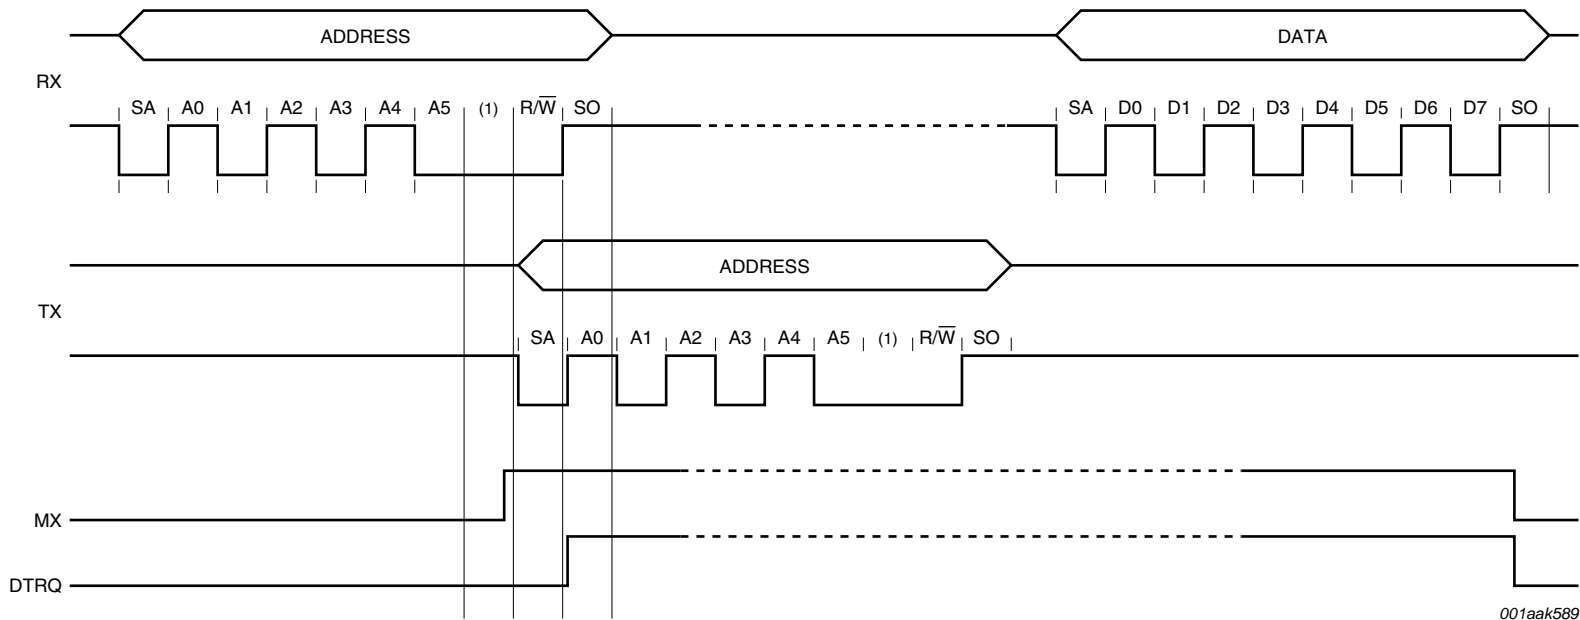 ADDRESS DATA
RX
SA A0 A1 A2 A3 A4 A5 (1) R/W̅ SO SA D0 D1 D2 D3 D4 D5 D6 D7 SO
ADDRESS
TX
SA A0 A1 A2 A3 A4 A5 (1) R/W̅ SO
MX
DTRQ
001aak589